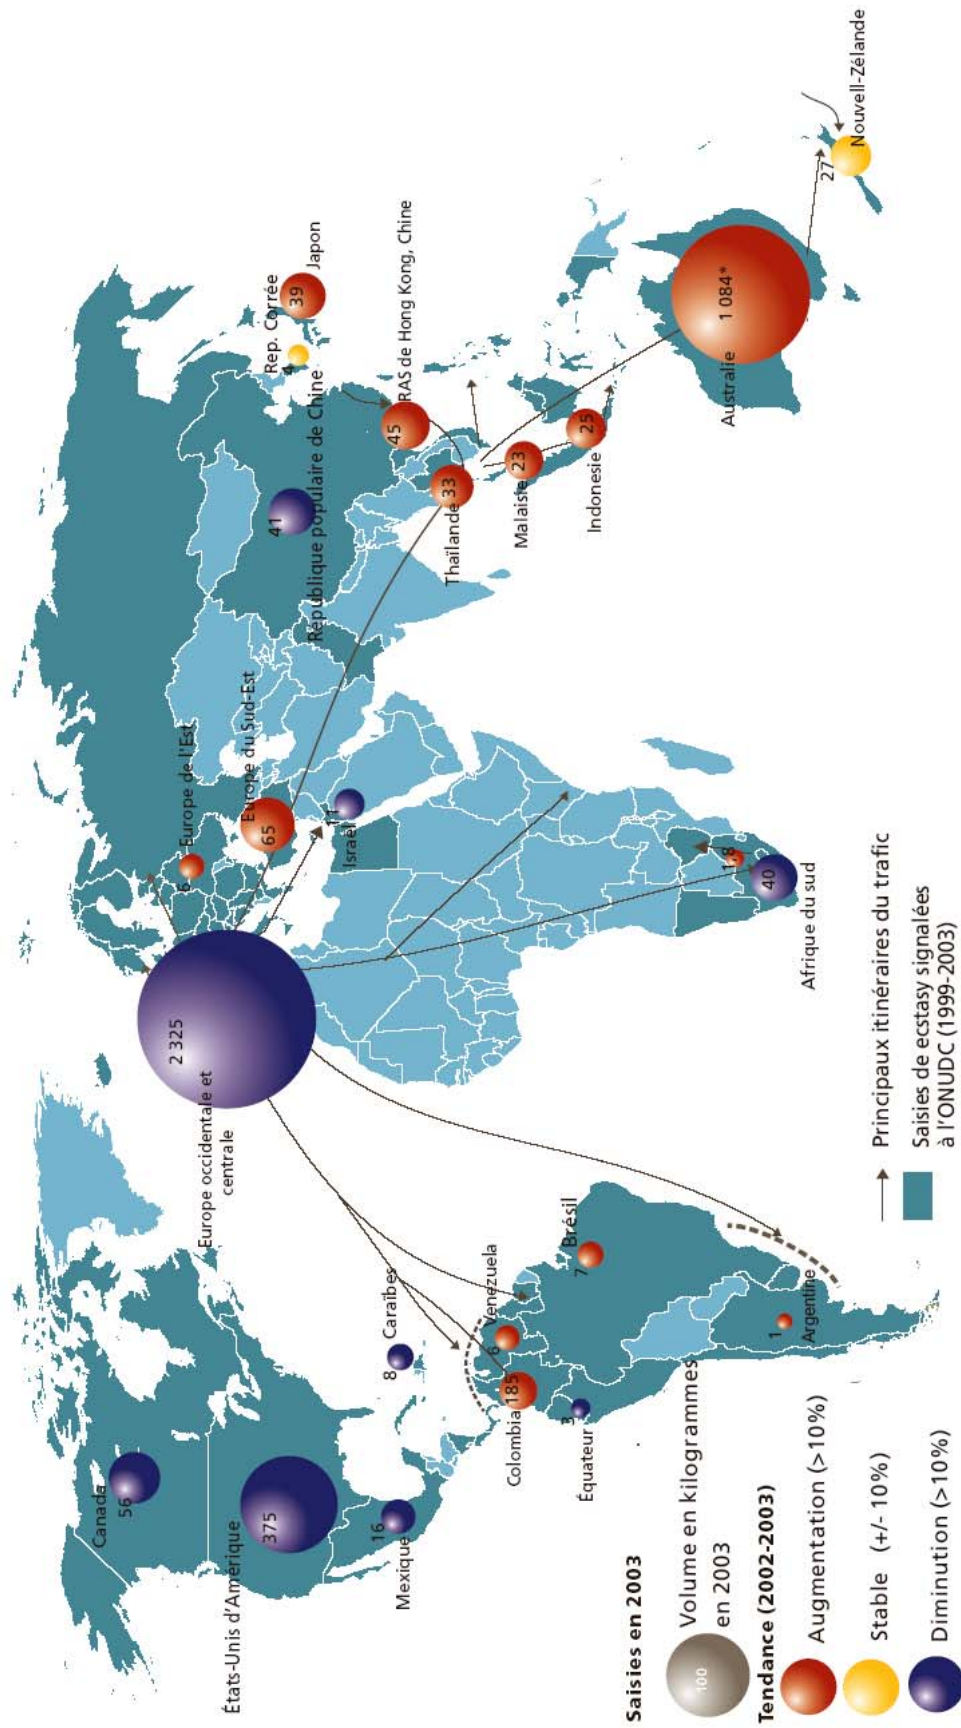 Canada
56
États-Unis d'Amérique
375
Mexique
16
8
Caraibes
Colombia
185
Venezuela
6
Équateur
3
Brésil
7
Argentine
1
Europe occidentale et
centrale
2 325
Europe de l'Est
6
Europe du Sud-Est
65
Israël
11
1,8
40
Afrique du sud
41
République populaire de Chine
Rep. Corrée
4
Japon
39
RAS de Hong Kong, Chine
45
Thaïlande
33
Malaisie
23
Indonesie
25
Australie
1 084*
27
Nouvell-Zélande
Saisies en 2003
100
Volume en kilogrammes
en 2003
Tendance (2002-2003)
Augmentation (>10%)
Stable (+/- 10%)
Diminution (>10%)
Principaux itinéraires du trafic
Saisies de ecstasy signalées
à l'ONUDC (1999-2003)